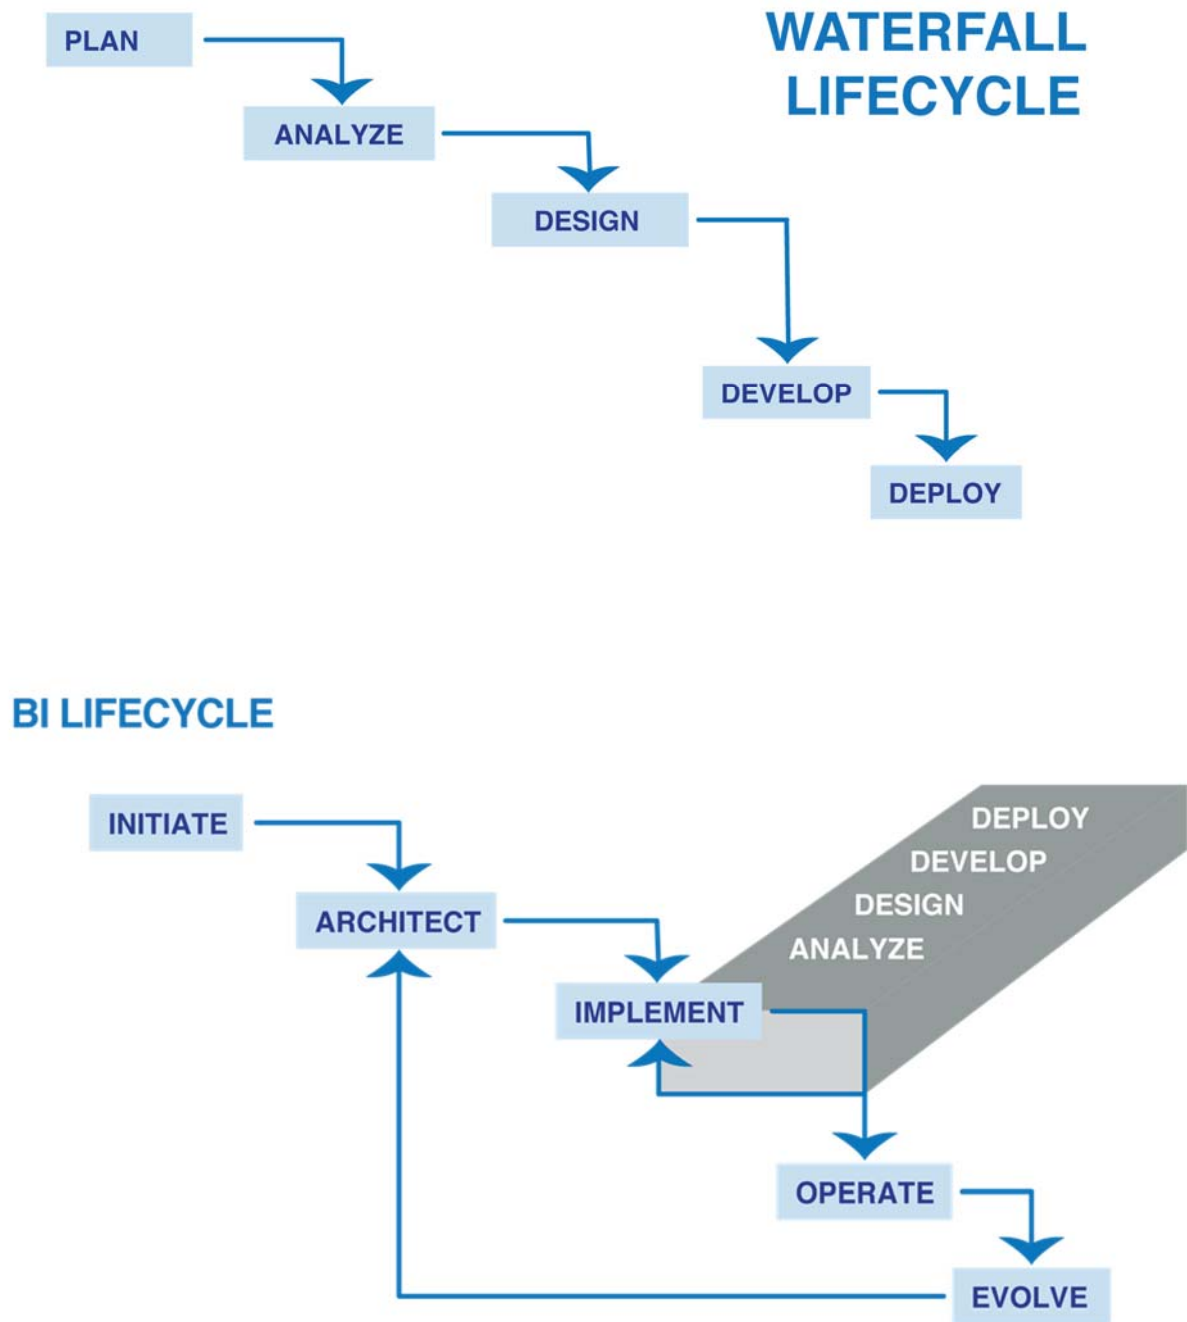 WATERFALL
LIFECYCLE
PLAN
ANALYZE
DESIGN
DEVELOP
DEPLOY
BI LIFECYCLE
INITIATE
ARCHITECT
IMPLEMENT
DEPLOY
DEVELOP
DESIGN
ANALYZE
OPERATE
EVOLVE